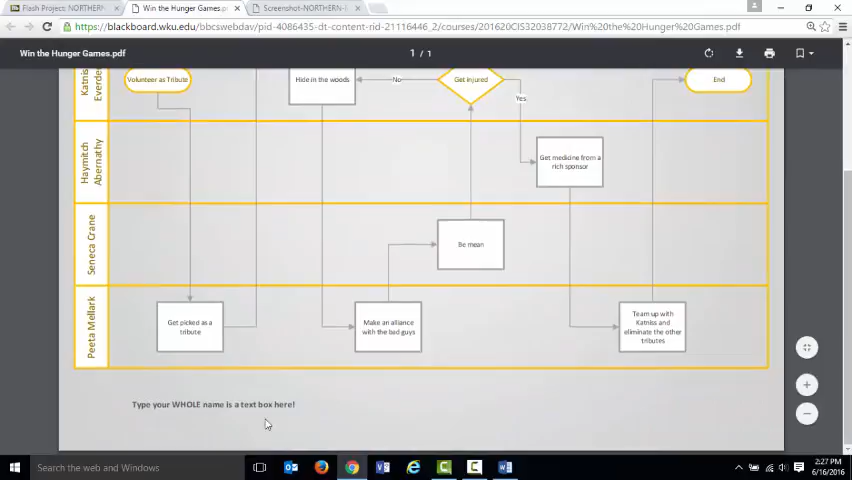 Flash Project: NORTHERN-
Win the Hunger Games.pdf
Screenshot-NORTHERN-
https://blackboard.wku.edu/bbcswebdav/pid-4086435-dt-content-rid-21116446_2/courses/201620CIS32038772/Win%20the%20Hunger%20Games.pdf
Win the Hunger Games.pdf
1 / 1
Katniss
Everdeen
Volunteer as Tribute
Hide in the woods
No
Get injured
Yes
End
Haymitch
Abernathy
Get medicine from a
rich sponsor
Seneca Crane
Be mean
Peeta Mellark
Get picked as a
tribute
Make an alliance
with the bad guys
Team up with
Katniss and
eliminate the other
tributes
Type your WHOLE name is a text box here!
Search the web and Windows
2:27 PM
6/16/2016